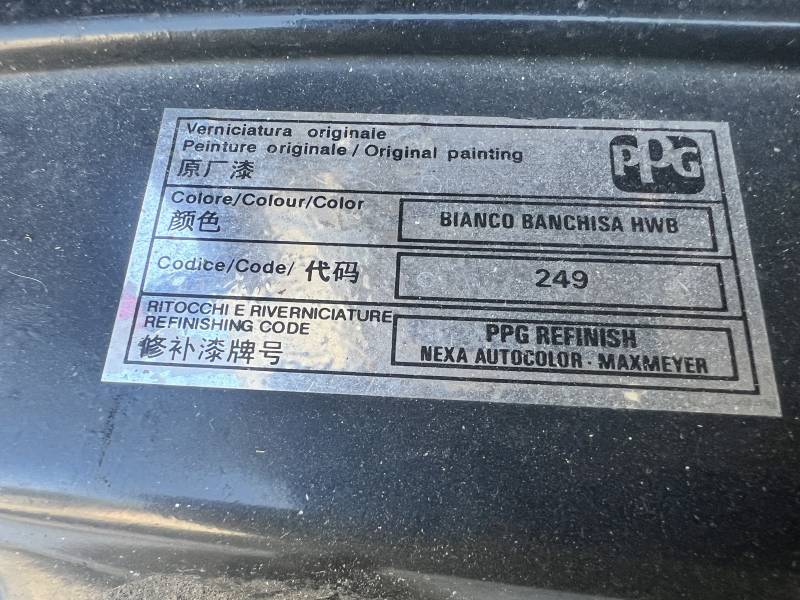 Verniciatura originale
Peinture originale / Original painting
原厂漆
PPG
Colore/Colour/Color
颜色
BIANCO BANCHISA HWB
Codice/Code/ 代码
249
RITOCCHI E RIVERNICIATURE
REFINISHING CODE
修补漆牌号
PPG REFINISH
NEXA AUTOCOLOR · MAXMEYER